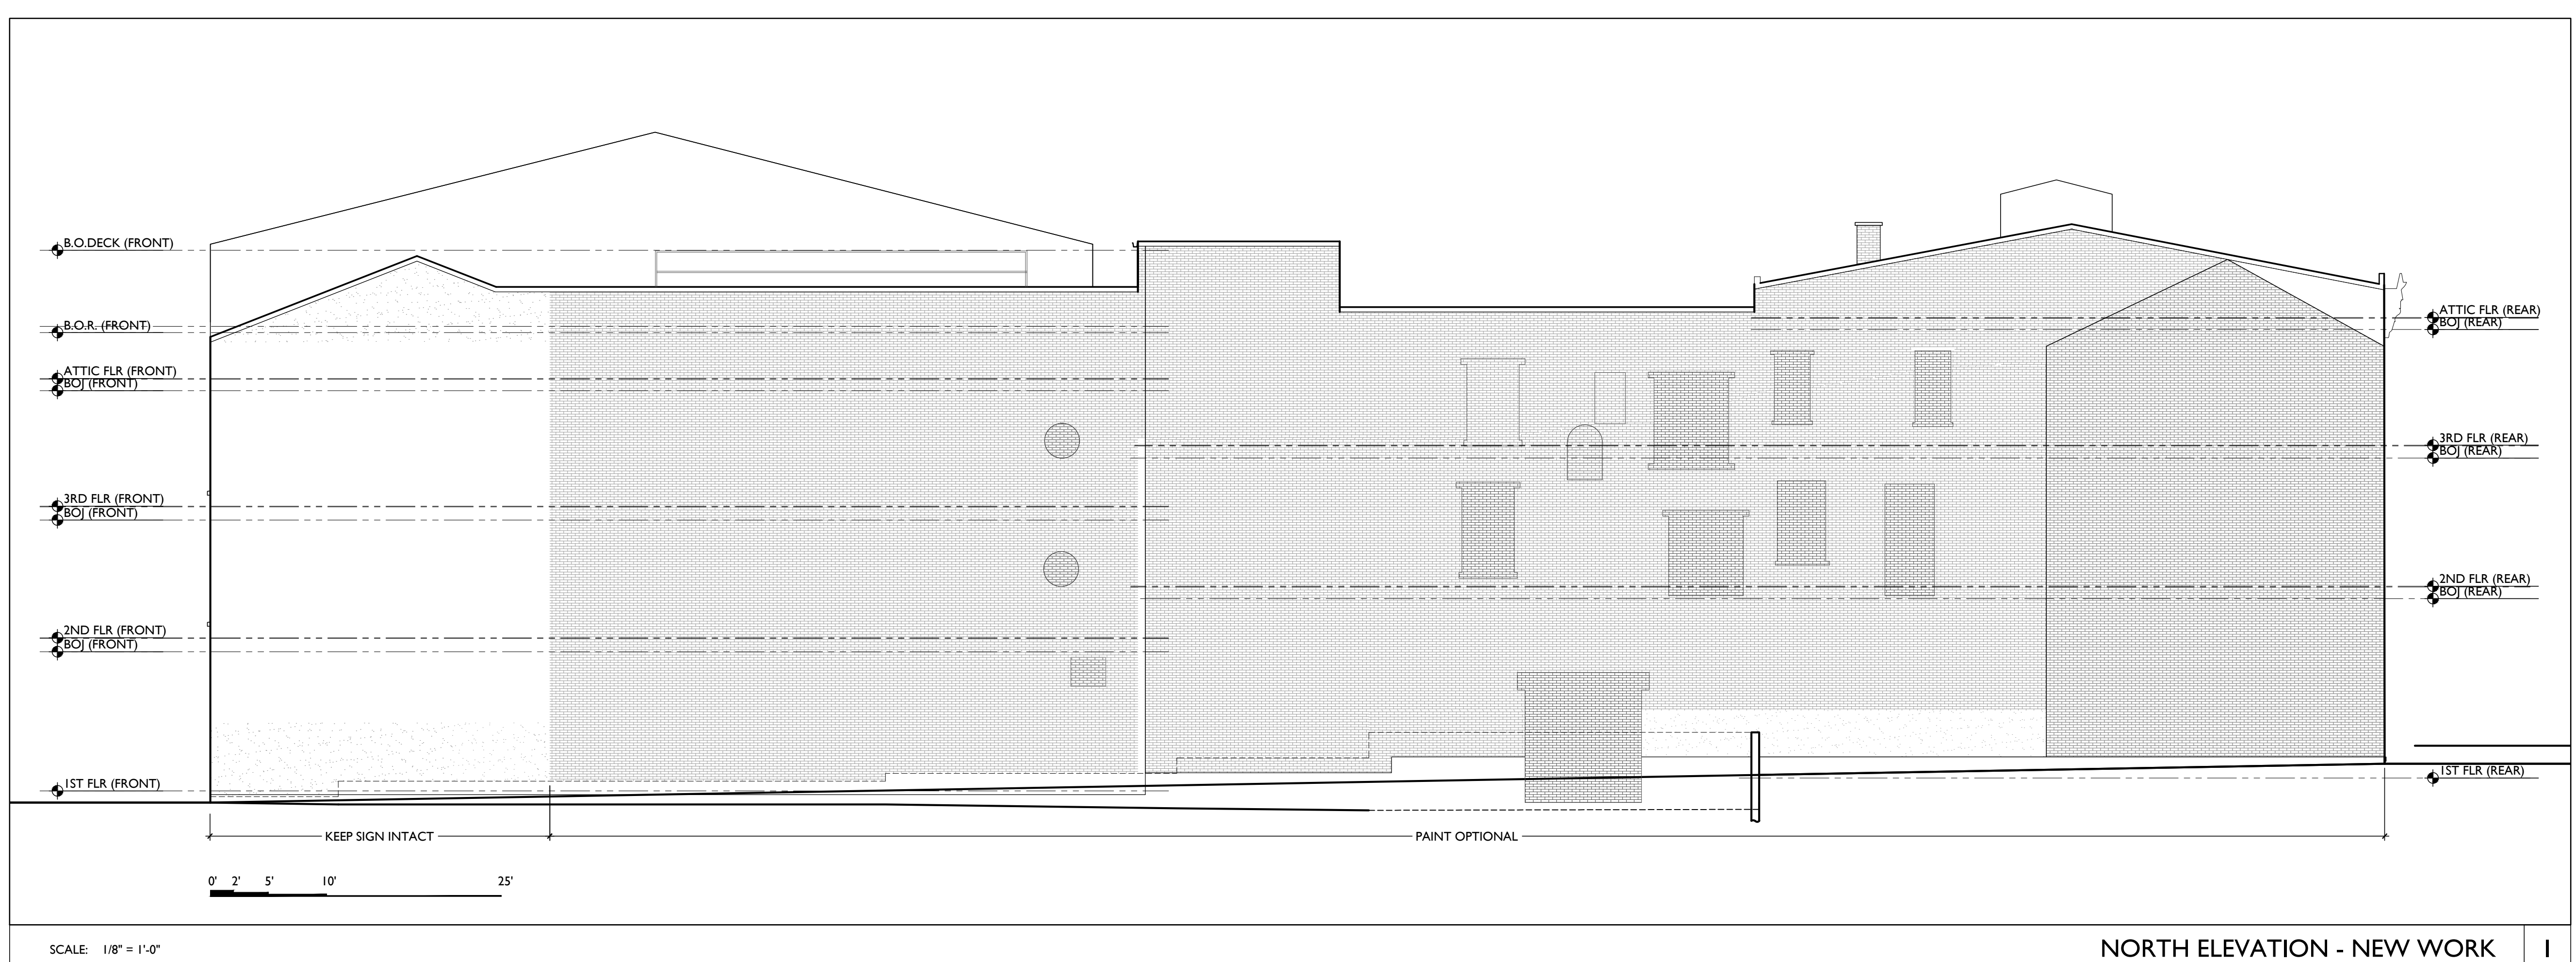 B.O.DECK (FRONT)
B.O.R. (FRONT)
ATTIC FLR (FRONT)
BOJ (FRONT)
3RD FLR (FRONT)
BOJ (FRONT)
2ND FLR (FRONT)
BOJ (FRONT)
1ST FLR (FRONT)
ATTIC FLR (REAR)
BOJ (REAR)
3RD FLR (REAR)
BOJ (REAR)
2ND FLR (REAR)
BOJ (REAR)
1ST FLR (REAR)
KEEP SIGN INTACT
PAINT OPTIONAL
0' 2' 5' 10' 25'
SCALE: 1/8" = 1'-0"
NORTH ELEVATION - NEW WORK
1